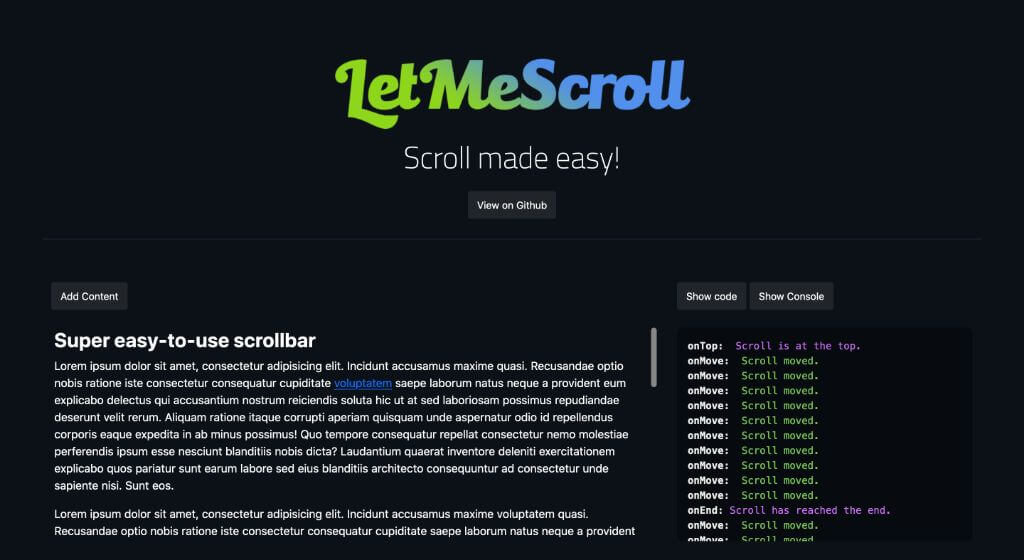 LetMeScroll
Scroll made easy!
View on Github
Add Content
Super easy-to-use scrollbar
Lorem ipsum dolor sit amet, consectetur adipisicing elit. Incidunt accusamus maxime quasi. Recusandae optio
nobis ratione iste consectetur consequatur cupiditate voluptatem saepe laborum natus neque a provident eum
explicabo delectus qui accusantium nostrum reiciendis soluta hic ut at sed laboriosam possimus repudiandae
deserunt velit rerum. Aliquam ratione itaque corrupti aperiam quisquam unde aspernatur odio id repellendus
corporis eaque expedita in ab minus possimus! Quo tempore consequatur repellat consectetur nemo molestiae
perferendis ipsum esse nesciunt blanditiis nobis dicta? Laudantium quaerat inventore deleniti exercitationem
explicabo quos pariatur sunt earum labore sed eius blanditiis architecto consequuntur ad consectetur unde
sapiente nisi. Sunt eos.
Lorem ipsum dolor sit amet, consectetur adipisicing elit. Incidunt accusamus maxime voluptatem quasi.
Recusandae optio nobis ratione iste consectetur consequatur cupiditate saepe laborum natus neque a provident
Show code
Show Console
onTop: Scroll is at the top.
onMove: Scroll moved.
onMove: Scroll moved.
onMove: Scroll moved.
onMove: Scroll moved.
onMove: Scroll moved.
onMove: Scroll moved.
onMove: Scroll moved.
onMove: Scroll moved.
onMove: Scroll moved.
onMove: Scroll moved.
onEnd: Scroll has reached the end.
onMove: Scroll moved.
onMove: Scroll moved.